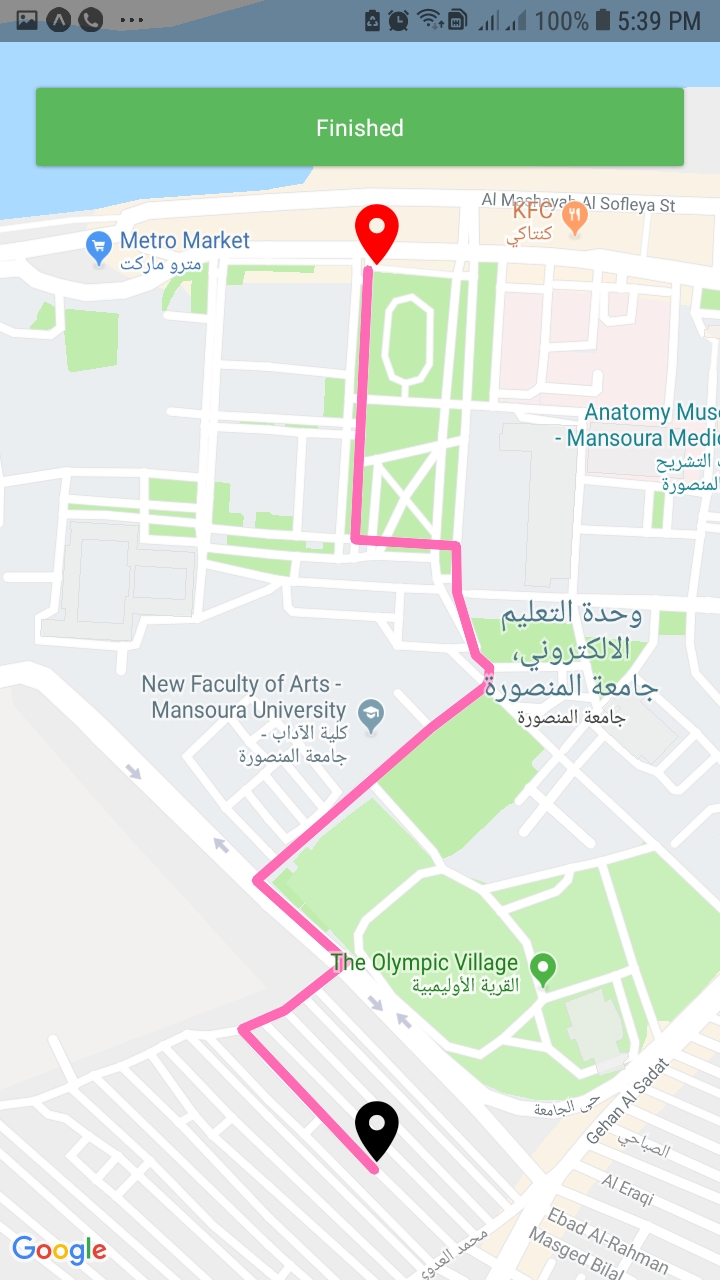 100% 5:39 PM
Finished
Al Mashayah Al Sofleya St
KFC
كنتاكي
Metro Market
مترو ماركت
Anatomy Muse
- Mansoura Medic
التشريح
المنصورة
وحدة التعليم
الالكتروني،
جامعة المنصورة
جامعة المنصورة
New Faculty of Arts -
Mansoura University
كلية الآداب -
جامعة المنصورة
The Olympic Village
القرية الأوليمبية
حى الجامعة
Gehan Al Sadat
الصباحي
Al Eraqi
Ebad Al-Rahman
Masged Bilal
محمد العدوي
Google